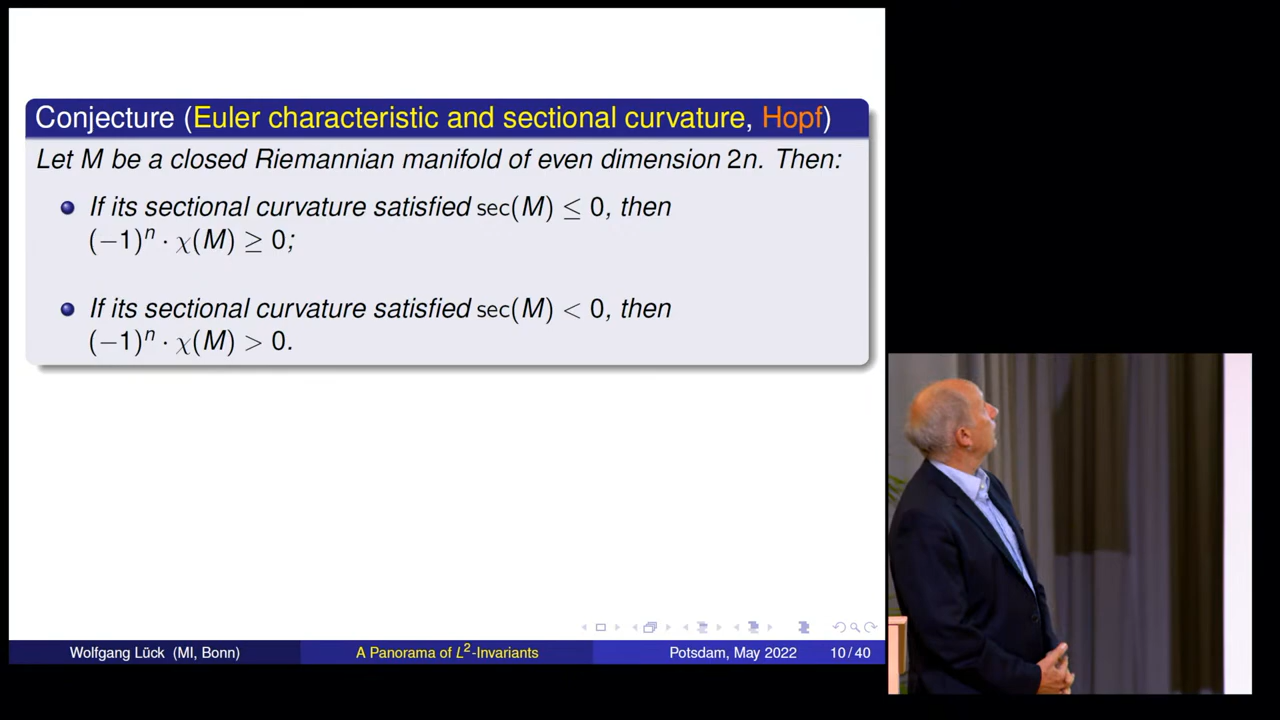 Conjecture (Euler characteristic and sectional curvature, Hopf)
Let M be a closed Riemannian manifold of even dimension 2n. Then:
If its sectional curvature satisfied sec(M) ≤ 0, then
(−1)ⁿ · χ(M) ≥ 0;
If its sectional curvature satisfied sec(M) < 0, then
(−1)ⁿ · χ(M) > 0.
Wolfgang Lück (MI, Bonn) A Panorama of L²-Invariants Potsdam, May 2022 10 / 40